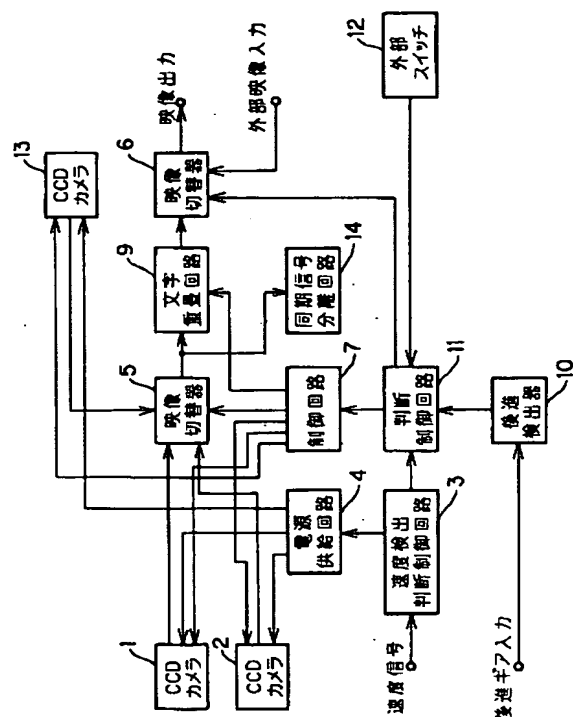 13
CCD
カメラ
1
CCD
カメラ
5
映像
切替器
9
文字
重畳回路
6
映像
切替器
映像出力
2
CCD
カメラ
外部映像入力
4
電源
供給回路
7
制御回路
14
同期信号
分離回路
速度信号
3
速度検出
判断制御回路
11
判断
制御回路
12
外部
スイッチ
後進ギア入力
10
後進
検出器